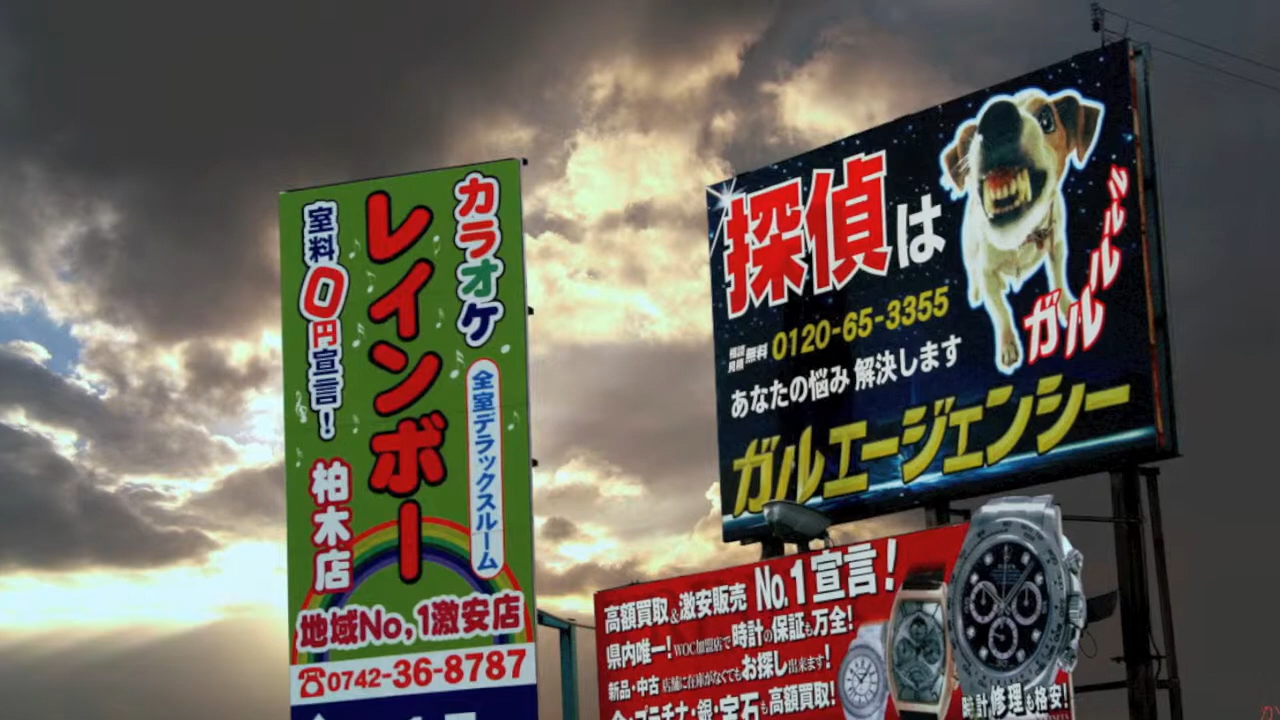 カラオケ
レインボー
室料0円宣言!
柏木店
全室デラックスルーム
地域No,1激安店
☎0742-36-8787
探偵は
ガルルルル
相談
見積
無料 0120-65-3355
あなたの悩み 解決します
ガルエージェンシー
高額買取&激安販売 No.1宣言!
県内唯一!WOC加盟店で時計の保証も万全!
新品・中古 店舗に在庫がなくてもお探し出来ます!
金・プラチナ・銀・宝石も高額買取!
時計修理も格安!